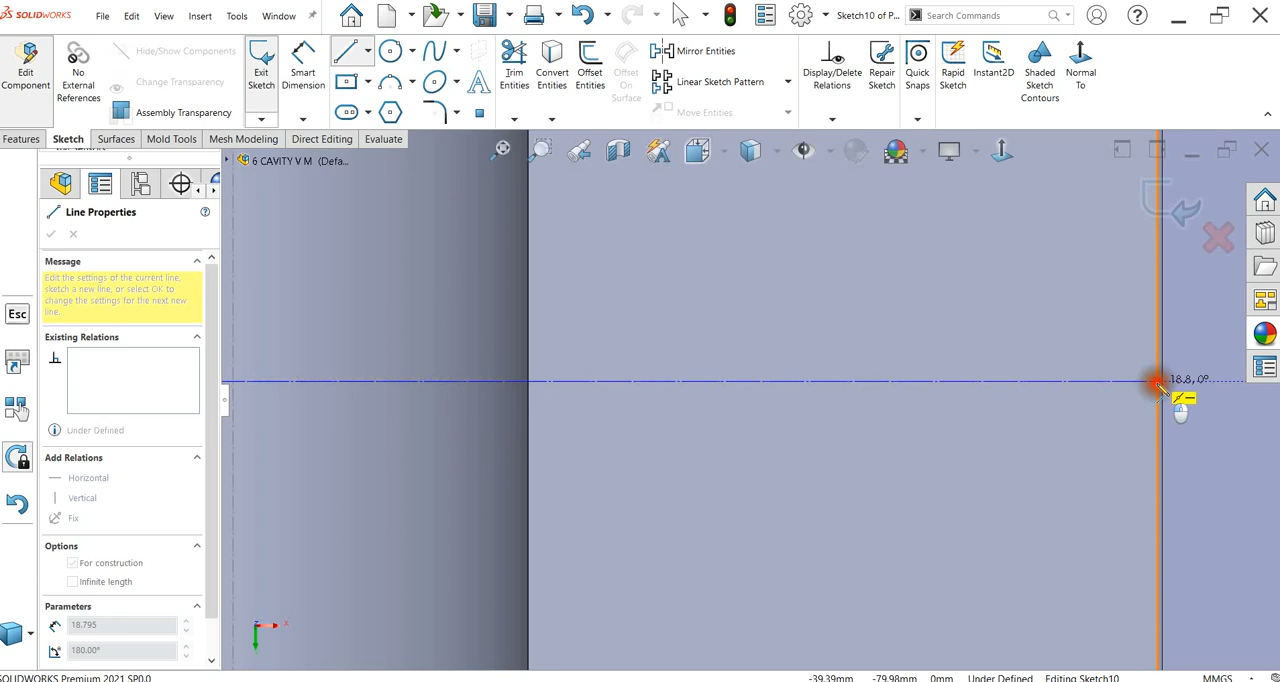 SOLIDWORKS
File
Edit
View
Insert
Tools
Window
Sketch10 of P...
Search Commands
Edit
Component
No
External
References
Hide/Show Components
Change Transparency
Assembly Transparency
Exit
Sketch
Smart
Dimension
Trim
Entities
Convert
Entities
Offset
Entities
Offset
On
Surface
Mirror Entities
Linear Sketch Pattern
Move Entities
Display/Delete
Relations
Repair
Sketch
Quick
Snaps
Rapid
Sketch
Instant2D
Shaded
Sketch
Contours
Normal
To
Features
Sketch
Surfaces
Mold Tools
Mesh Modeling
Direct Editing
Evaluate
6 CAVITY V M (Defa...
Line Properties
Message
Edit the settings of the current line,
sketch a new line, or select OK to
change the settings for the next new
line.
Existing Relations
Under Defined
Add Relations
Horizontal
Vertical
Fix
Options
For construction
Infinite length
Parameters
18.795
180.00°
Esc
18.8, 0°
x
SOLIDWORKS Premium 2021 SP0.0
-39.39mm
-79.98mm
0mm
Under Defined
Editing Sketch10
MMGS